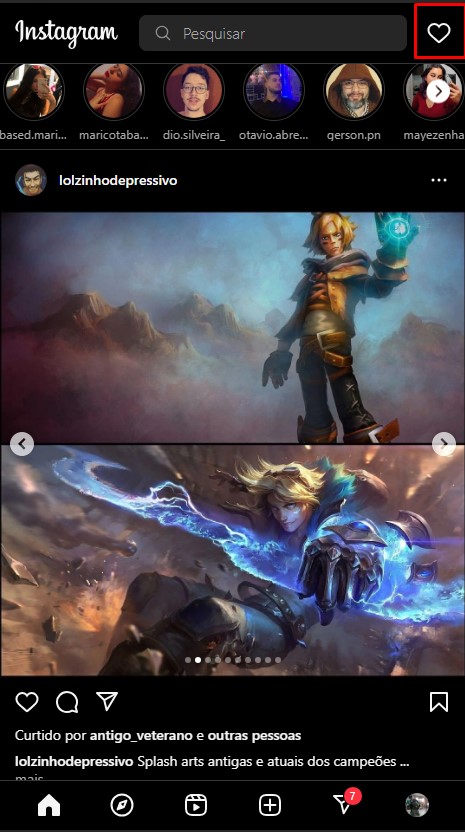 Instagram
Pesquisar
based.mari... maricotaba... dio.silveira_ otavio.abre... gerson.pn mayezenha
lolzinhodepressivo
Curtido por antigo_veterano e outras pessoas
lolzinhodepressivo Splash arts antigas e atuais dos campeões ...
mais
7